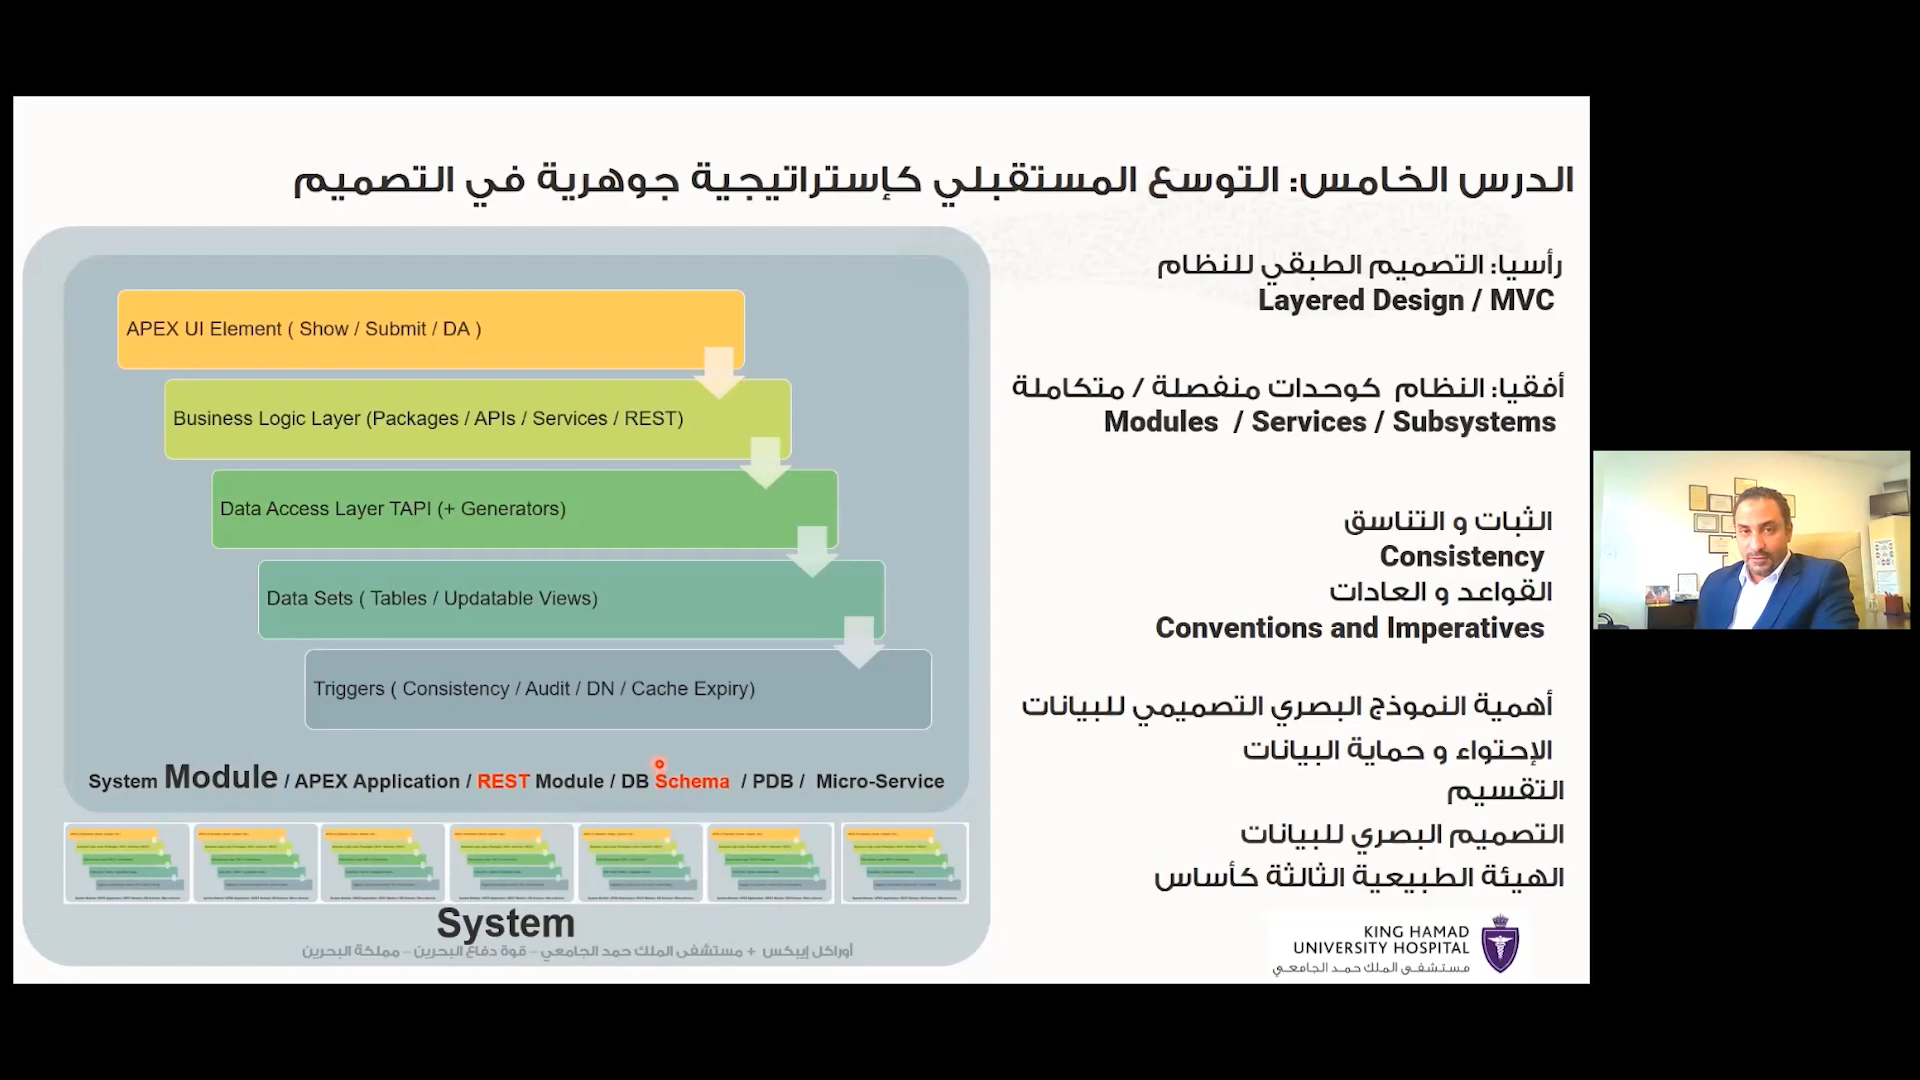 الدرس الخامس: التوسع المستقبلي كإستراتيجية جوهرية في التصميم
رأسيا: التصميم الطبقي للنظام
Layered Design / MVC
أفقيا: النظام كوحدات منفصلة / متكاملة
Modules / Services / Subsystems
الثبات و التناسق
Consistency
القواعد و العادات
Conventions and Imperatives
أهمية النموذج البصري التصميمي للبيانات
الإحتواء و حماية البيانات
التقسيم
التصميم البصري للبيانات
الهيئة الطبيعية الثالثة كأساس
APEX UI Element ( Show / Submit / DA )
Business Logic Layer (Packages / APIs / Services / REST)
Data Access Layer TAPI (+ Generators)
Data Sets ( Tables / Updatable Views)
Triggers ( Consistency / Audit / DN / Cache Expiry)
System Module / APEX Application / REST Module / DB Schema / PDB / Micro-Service
System
أوراكل إيبكس + مستشفى الملك حمد الجامعي – قوة دفاع البحرين – مملكة البحرين
KING HAMAD
UNIVERSITY HOSPITAL
مستشفى الملك حمد الجامعي